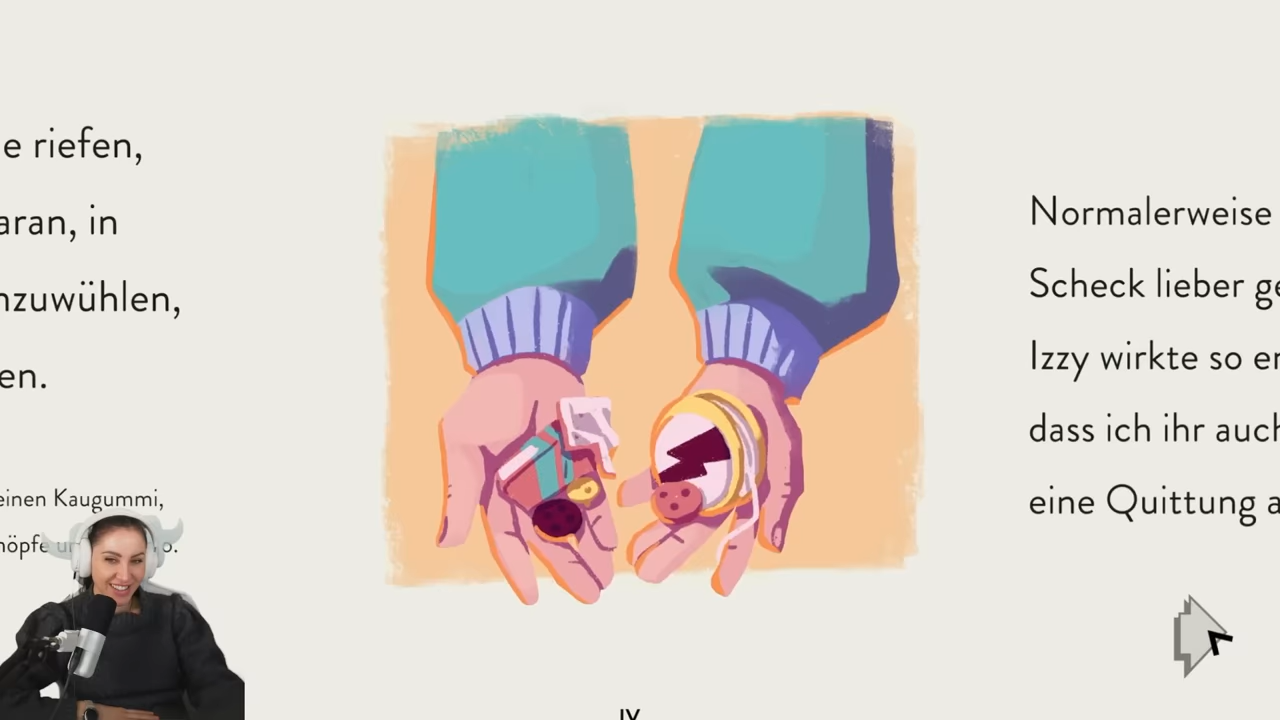 e riefen,
aran, in
nzuwühlen,
en.
einen Kaugummi,
Normalerweise
Scheck lieber ge
Izzy wirkte so er
dass ich ihr auch
eine Quittung a
IV